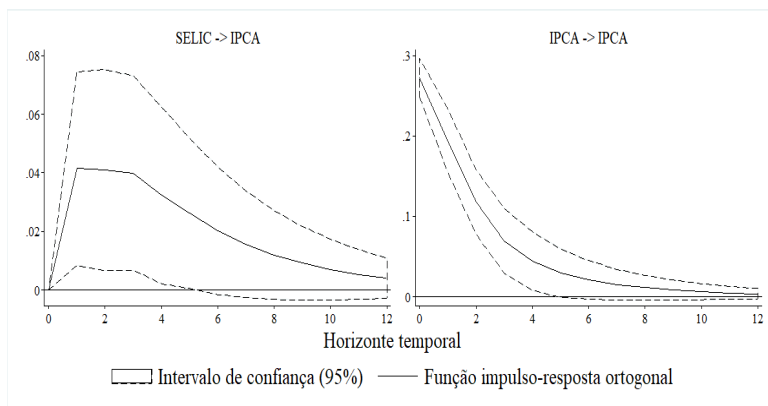 SELIC -> IPCA
.08
.06
.04
.02
0
0 2 4 6 8 10 12
IPCA -> IPCA
.3
.2
.1
0
0 2 4 6 8 10 12
Horizonte temporal
Intervalo de confiança (95%) Função impulso-resposta ortogonal